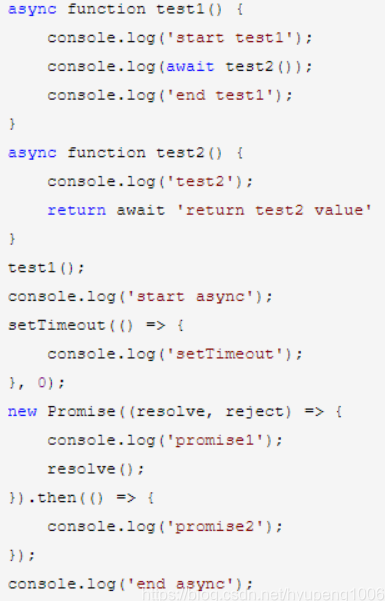 async function test1() {
    console.log('start test1');
    console.log(await test2());
    console.log('end test1');
}
async function test2() {
    console.log('test2');
    return await 'return test2 value'
}
test1();
console.log('start async');
setTimeout(() => {
    console.log('setTimeout');
}, 0);
new Promise((resolve, reject) => {
    console.log('promise1');
    resolve();
}).then(() => {
    console.log('promise2');
});
console.log('end async');
https://blog.csdn.net/hyupeng1006